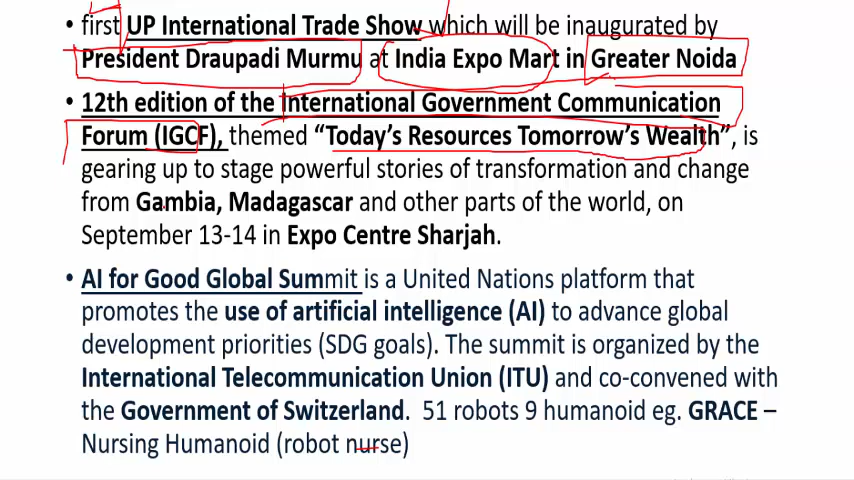 first UP International Trade Show which will be inaugurated by
President Draupadi Murmu at India Expo Mart in Greater Noida
• 12th edition of the International Government Communication
Forum (IGCF), themed “Today’s Resources Tomorrow’s Wealth”, is
gearing up to stage powerful stories of transformation and change
from Gambia, Madagascar and other parts of the world, on
September 13-14 in Expo Centre Sharjah.
• AI for Good Global Summit is a United Nations platform that
promotes the use of artificial intelligence (AI) to advance global
development priorities (SDG goals). The summit is organized by the
International Telecommunication Union (ITU) and co-convened with
the Government of Switzerland. 51 robots 9 humanoid eg. GRACE –
Nursing Humanoid (robot nurse)